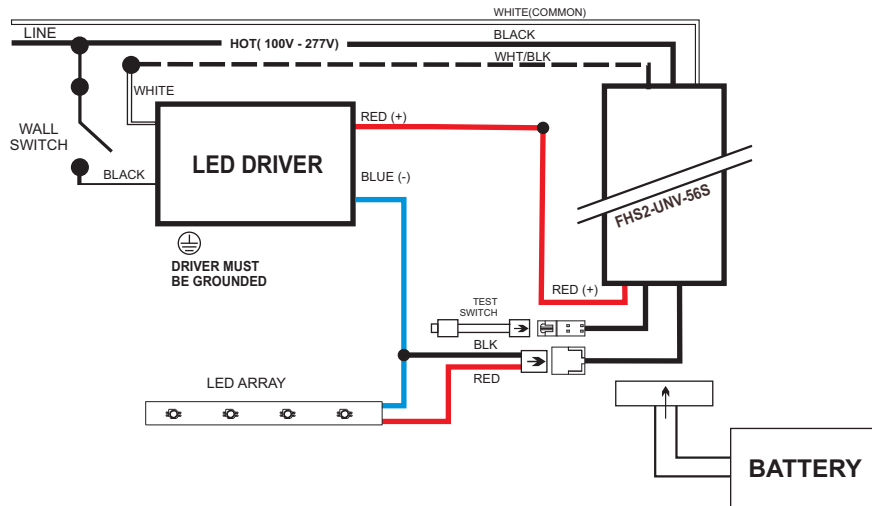 WHITE(COMMON)
LINE
HOT( 100V - 277V)
BLACK
WHT/BLK
WHITE
WALL
SWITCH
RED (+)
LED DRIVER
BLACK
BLUE (-)
FHS2-UNV-56S
DRIVER MUST
BE GROUNDED
RED (+)
TEST
SWITCH
BLK
RED
LED ARRAY
BATTERY